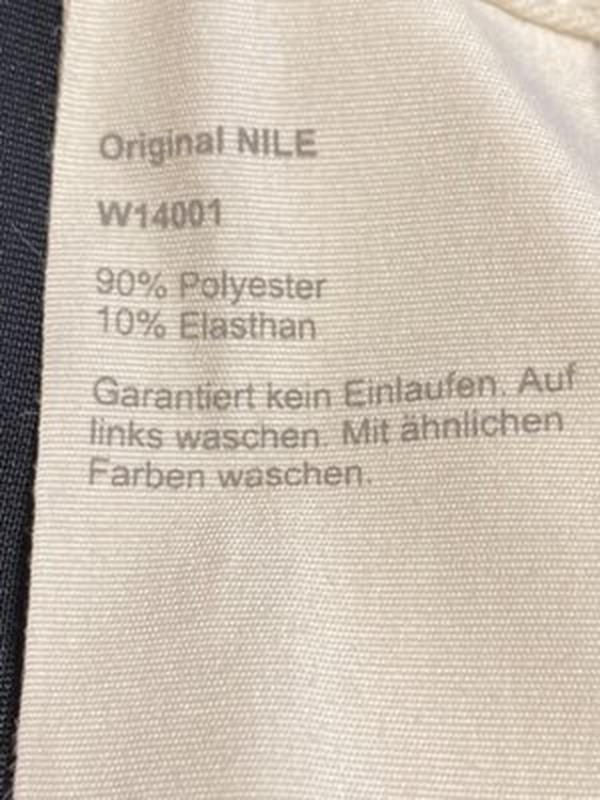 Original NILE
W14001
90% Polyester
10% Elasthan
Garantiert kein Einlaufen. Auf
links waschen. Mit ähnlichen
Farben waschen.